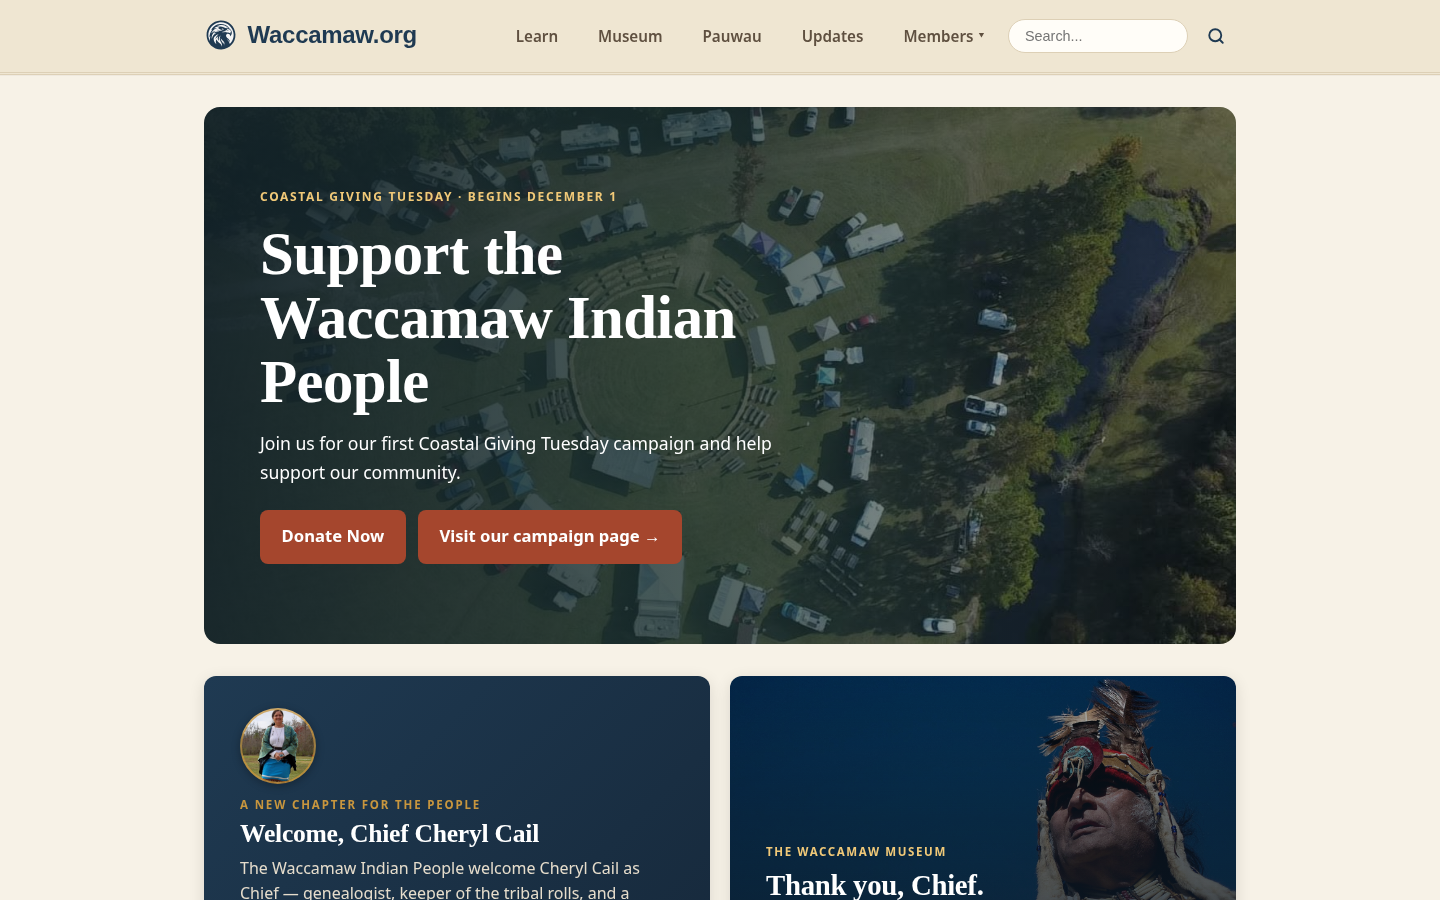 Waccamaw.org
Learn
Museum
Pauwau
Updates
Members ▾
Search...
COASTAL GIVING TUESDAY · BEGINS DECEMBER 1
Support the
Waccamaw Indian
People
Join us for our first Coastal Giving Tuesday campaign and help
support our community.
Donate Now
Visit our campaign page →
A NEW CHAPTER FOR THE PEOPLE
Welcome, Chief Cheryl Cail
The Waccamaw Indian People welcome Cheryl Cail as
Chief — genealogist, keeper of the tribal rolls, and a
THE WACCAMAW MUSEUM
Thank you, Chief.